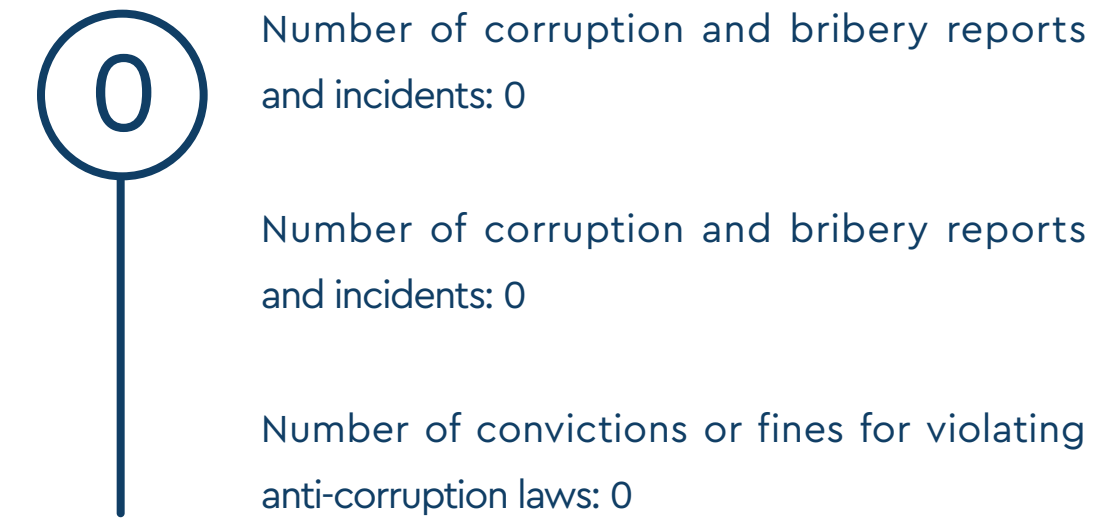 0
Number of corruption and bribery reports
and incidents: 0
Number of corruption and bribery reports
and incidents: 0
Number of convictions or fines for violating
anti-corruption laws: 0